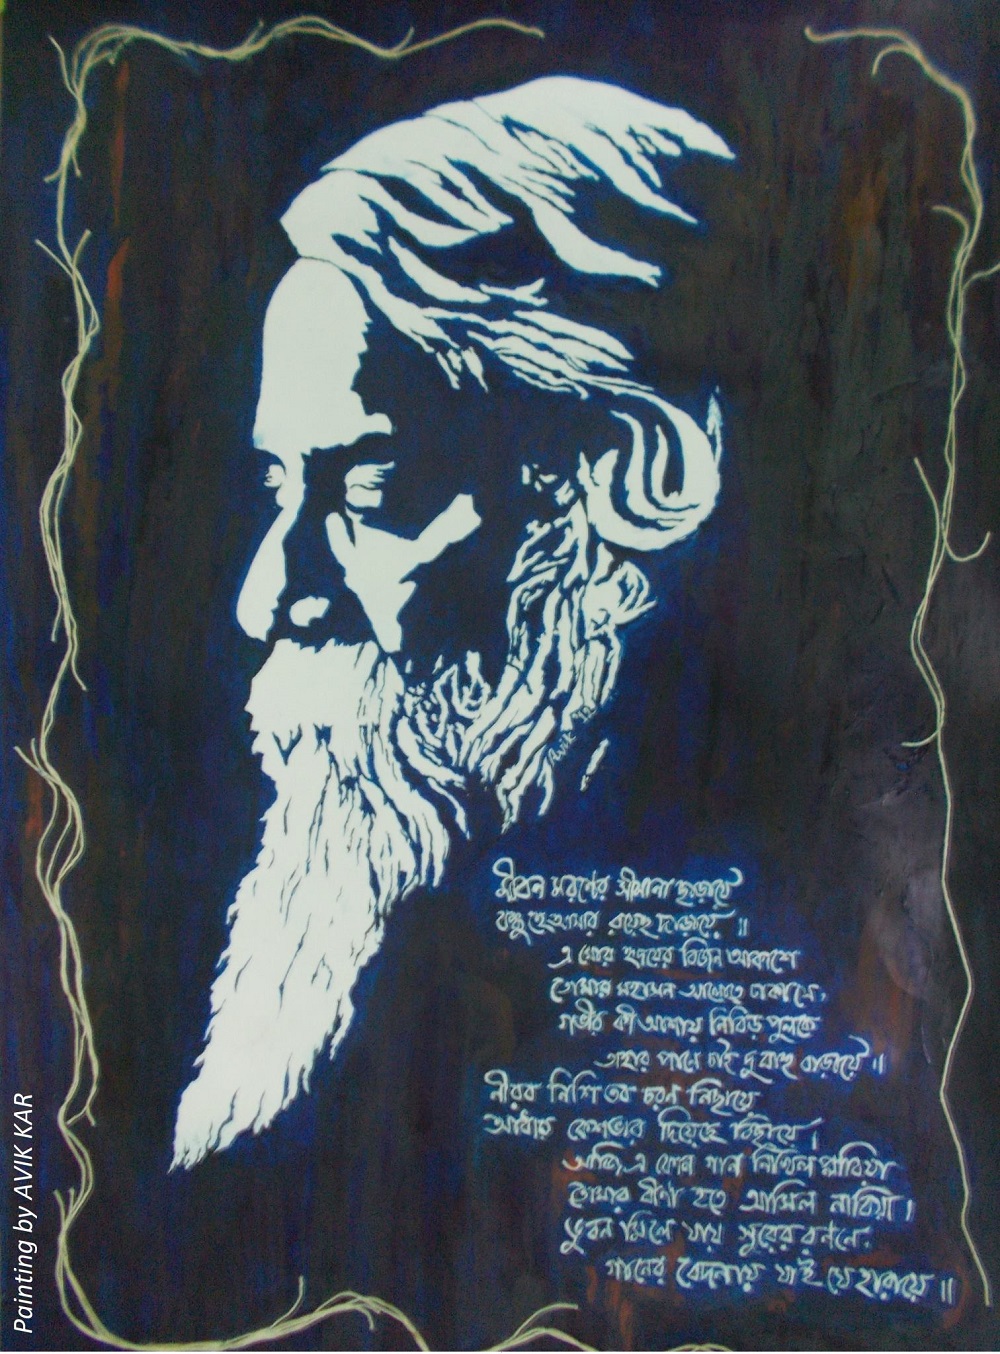 জীবন মরণের সীমানা ছাড়ায়ে
বন্ধু হে আমার রয়েছ দাড়ায়ে ॥
এ মোর হৃদয়ের বিজন আকাশে
তোমার মহাসন আলোতে ঢাকা সে,
গভীর কী আশায় নিবিড় পুলকে
তাহার পানে চাই দু বাহু বাড়ায়ে ॥
নীরব নিশি তব চরণ নিছায়ে
আধার কেশভার দিয়েছে বিছায়ে ।
আজি এ কোন গান নিখিল প্লাবিয়া
তোমার বীণা হতে আসিল নাবিয়া ।
ভুবন মিলে যায় সুরের রণনে,
গানের বেদনায় যাই যে হারায়ে ॥
Avik
Painting by AVIK KAR